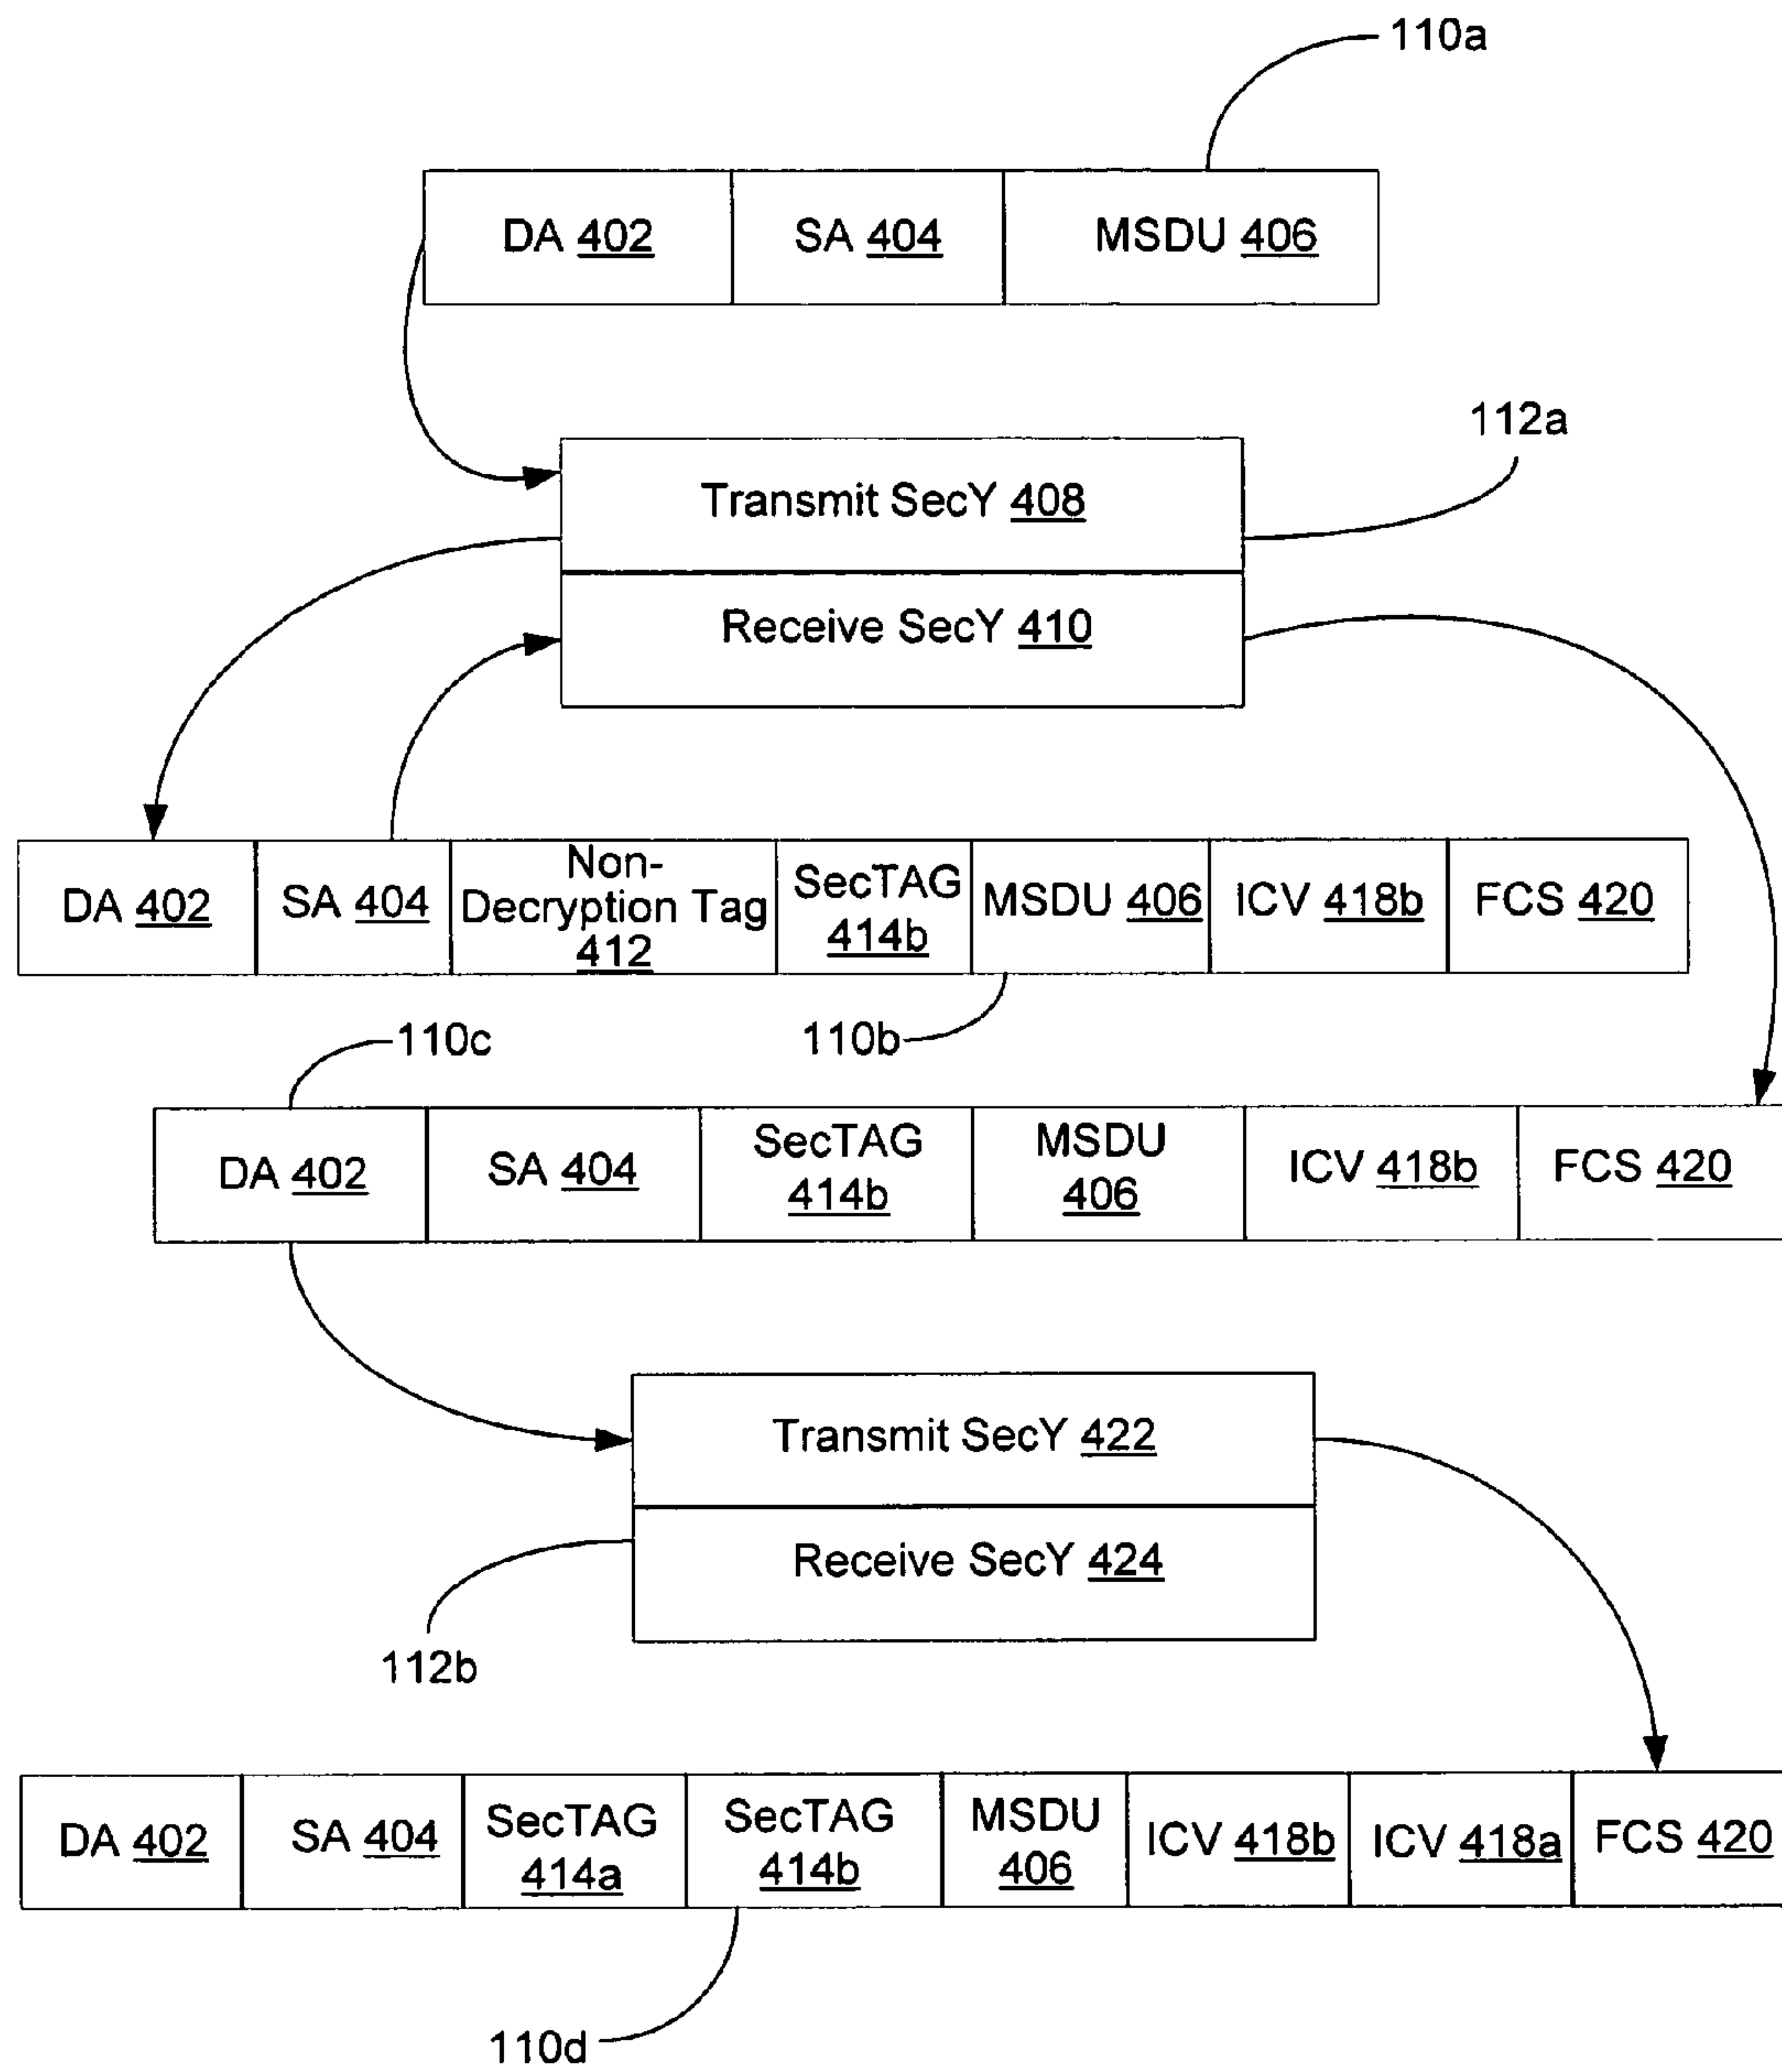 110a
DA 402 SA 404 MSDU 406
112a
Transmit SecY 408
Receive SecY 410
DA 402 SA 404 Non-
Decryption Tag
412 SecTAG
414b MSDU 406 ICV 418b FCS 420
110c 110b
DA 402 SA 404 SecTAG
414b MSDU
406 ICV 418b FCS 420
Transmit SecY 422
Receive SecY 424
112b
DA 402 SA 404 SecTAG
414a SecTAG
414b MSDU
406 ICV 418b ICV 418a FCS 420
110d